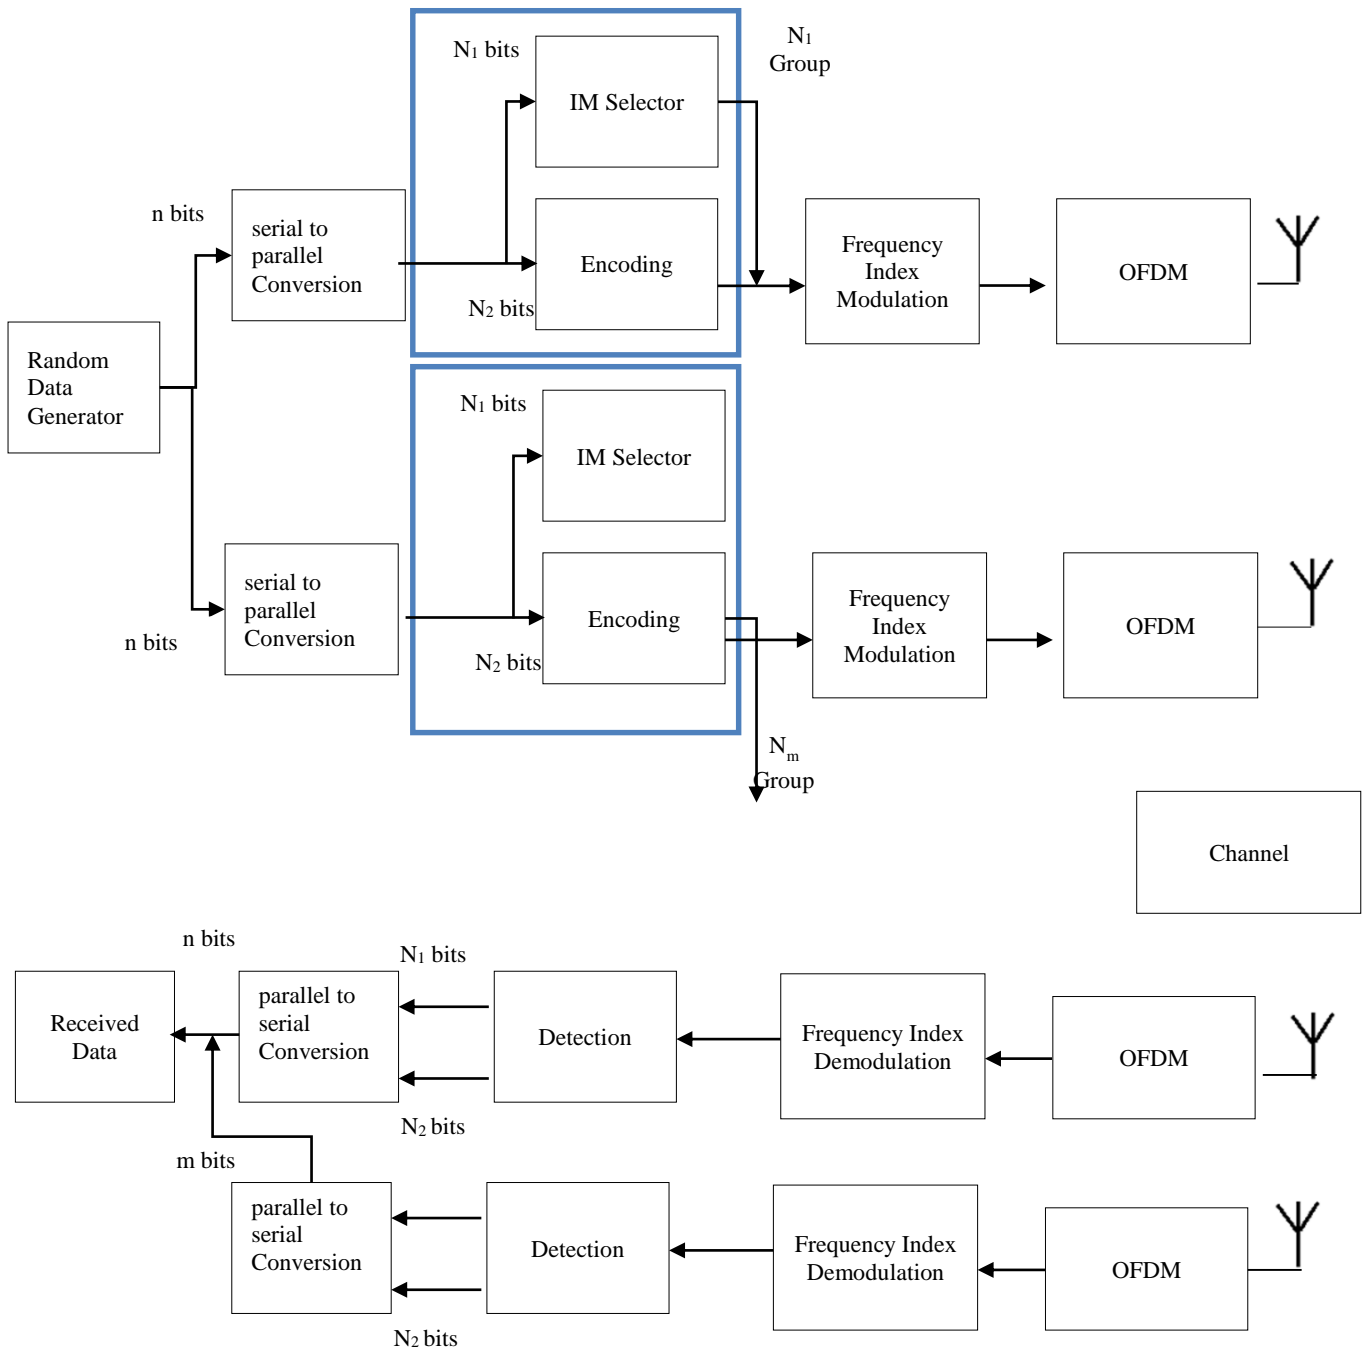 N₁ bits
IM Selector
N₁
Group
n bits
serial to
parallel
Conversion
Encoding
N₂ bits
Frequency
Index
Modulation
OFDM
Random
Data
Generator
N₁ bits
IM Selector
serial to
parallel
Conversion
n bits
Encoding
N₂ bits
Frequency
Index
Modulation
OFDM
Nₘ
Group
Channel
n bits
N₁ bits
Received
Data
parallel to
serial
Conversion
Detection
Frequency Index
Demodulation
OFDM
N₂ bits
m bits
parallel to
serial
Conversion
Detection
Frequency Index
Demodulation
OFDM
N₂ bits